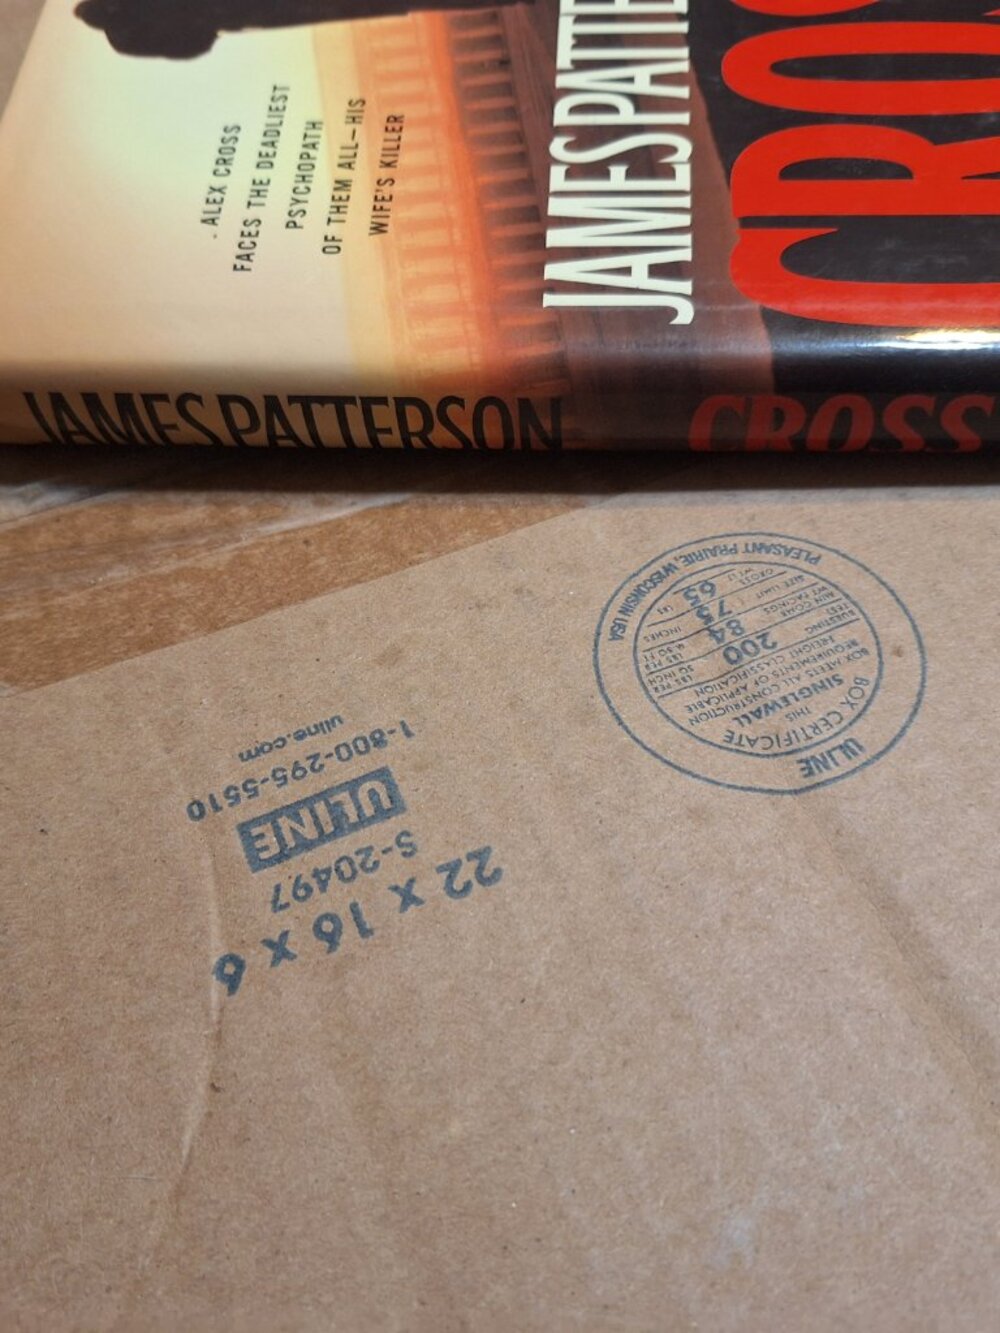 · ALEX CROSS
FACES THE DEADLIEST
PSYCHOPATH
OF THEM ALL—HIS
WIFE'S KILLER
JAMES PATTE
CROS
JAMES PATTERSON
CROSS
22 x 16 x 6
S-20497
ULINE
1-800-295-5510
uline.com
ULINE
BOX CERTIFICATE
THIS
SINGLEWALL
BOX MEETS ALL CONSTRUCTION
REQUIREMENTS OF APPLICABLE
FREIGHT CLASSIFICATION
BURSTING TEST 200 LBS PER SQ INCH
MIN COMB WT FACINGS 84 LBS PER M SQ FT
SIZE LIMIT 75 INCHES
GROSS WT LT 65 LBS
PLEASANT PRAIRIE, WISCONSIN USA